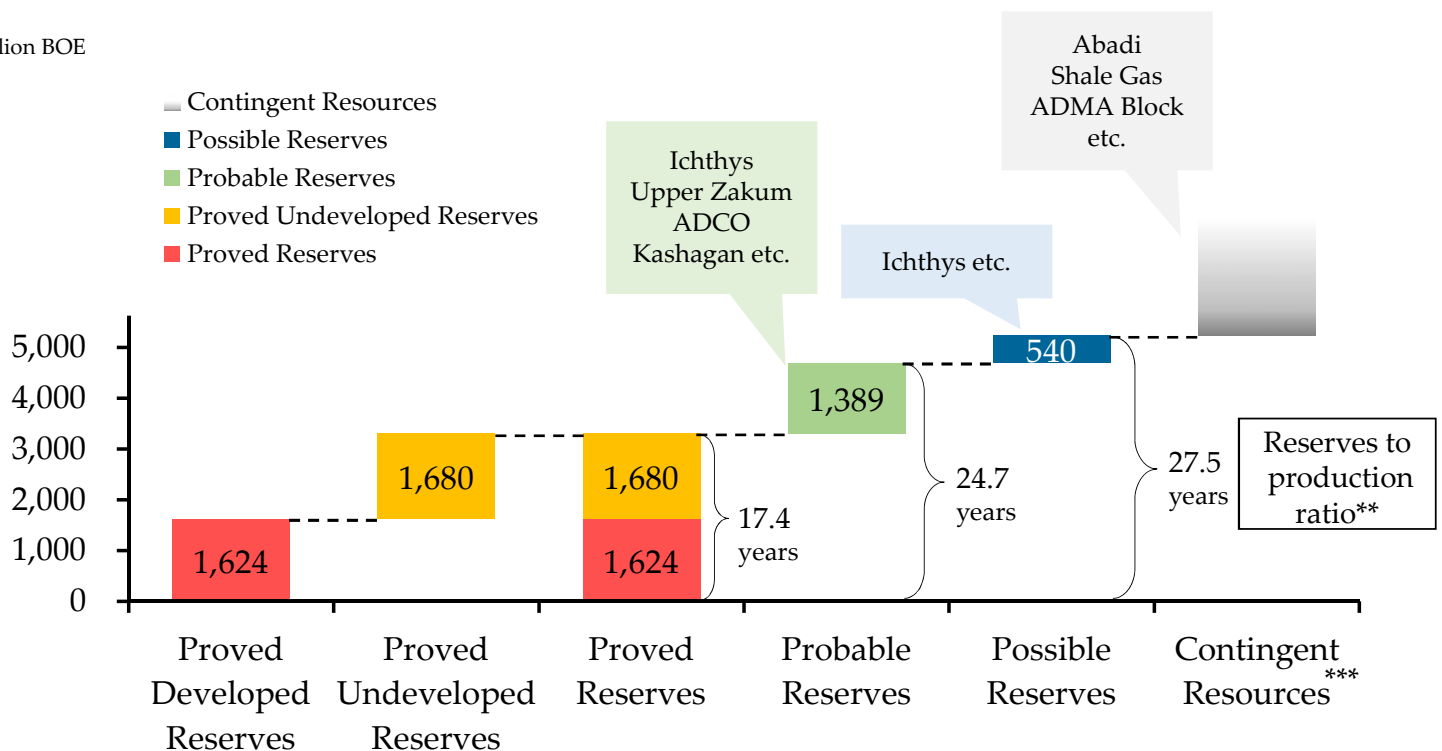 lion BOE
Contingent Resources
Possible Reserves
Probable Reserves
Proved Undeveloped Reserves
Proved Reserves
Ichthys
Upper Zakum
ADCO
Kashagan etc.
Ichthys etc.
Abadi
Shale Gas
ADMA Block
etc.
5,000
4,000
3,000
2,000
1,000
0
1,624
1,680
1,680
1,624
1,389
540
17.4
years
24.7
years
27.5
years
Reserves to
production
ratio**
Proved
Developed
Reserves
Proved
Undeveloped
Reserves
Proved
Reserves
Probable
Reserves
Possible
Reserves
Contingent
Resources***